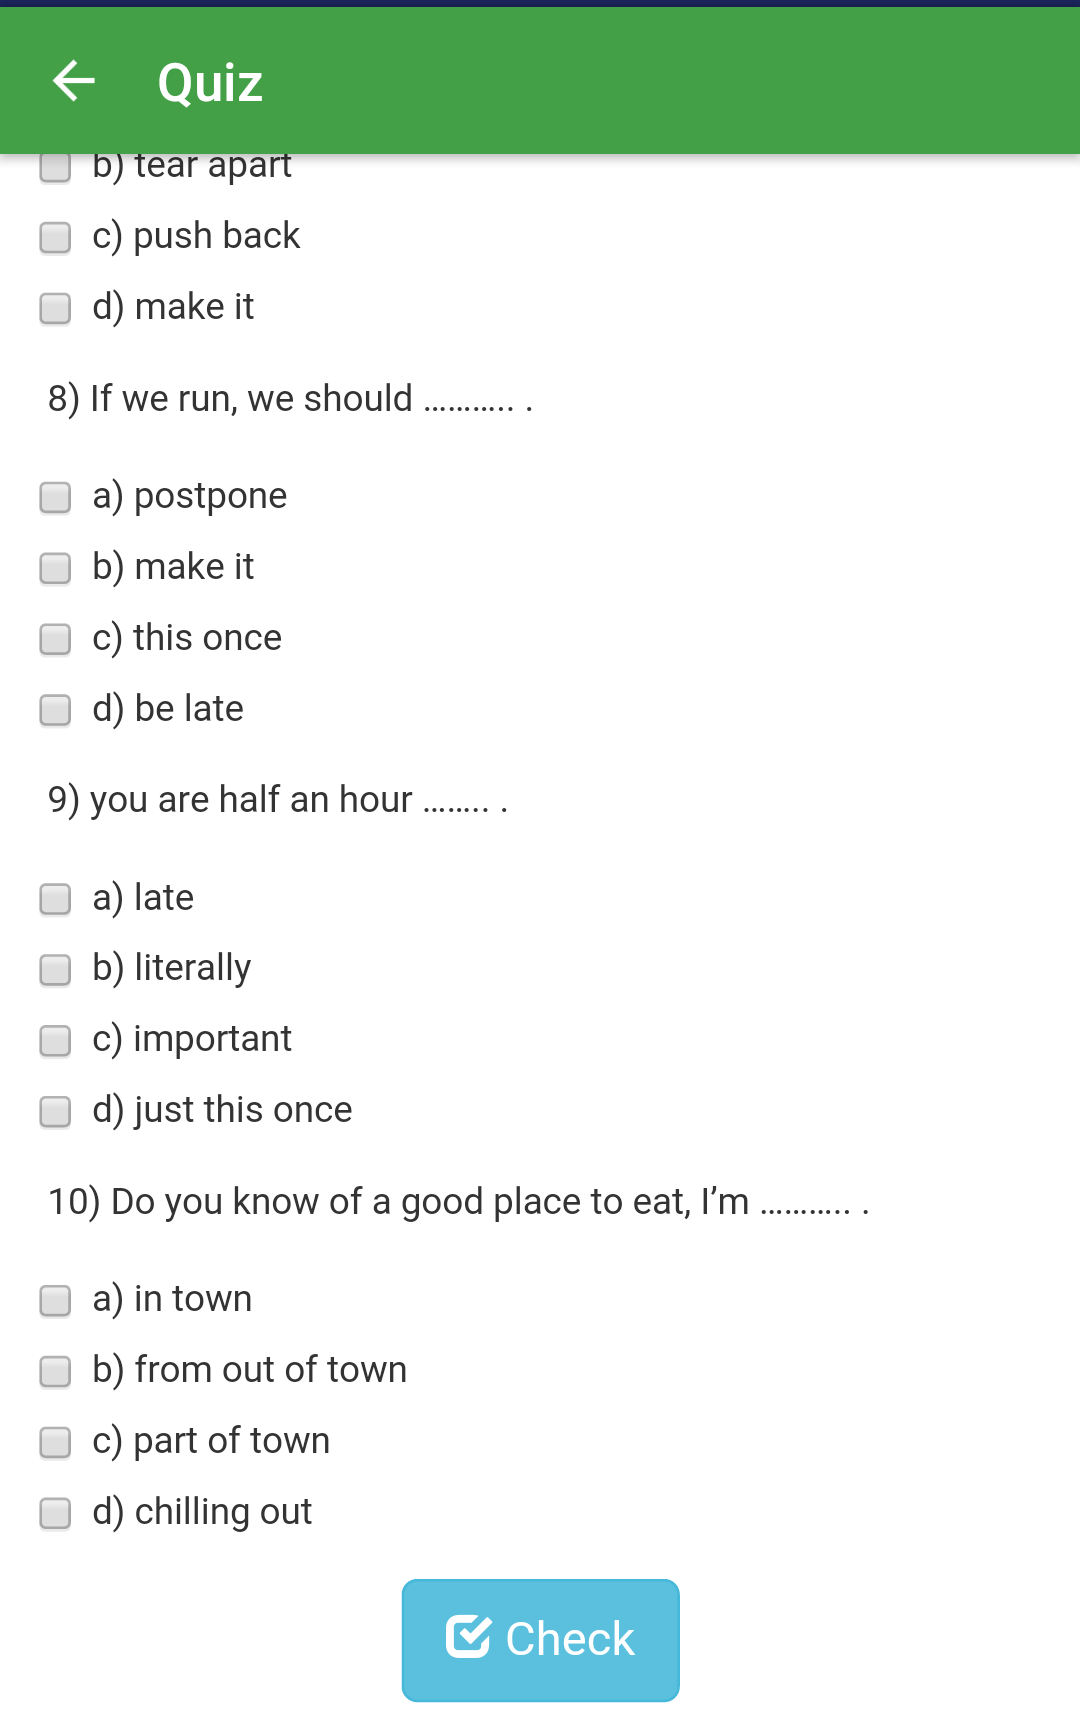 Quiz
b) tear apart
c) push back
d) make it
8) If we run, we should ........... .
a) postpone
b) make it
c) this once
d) be late
9) you are half an hour ........ .
a) late
b) literally
c) important
d) just this once
10) Do you know of a good place to eat, I’m ........... .
a) in town
b) from out of town
c) part of town
d) chilling out
Check